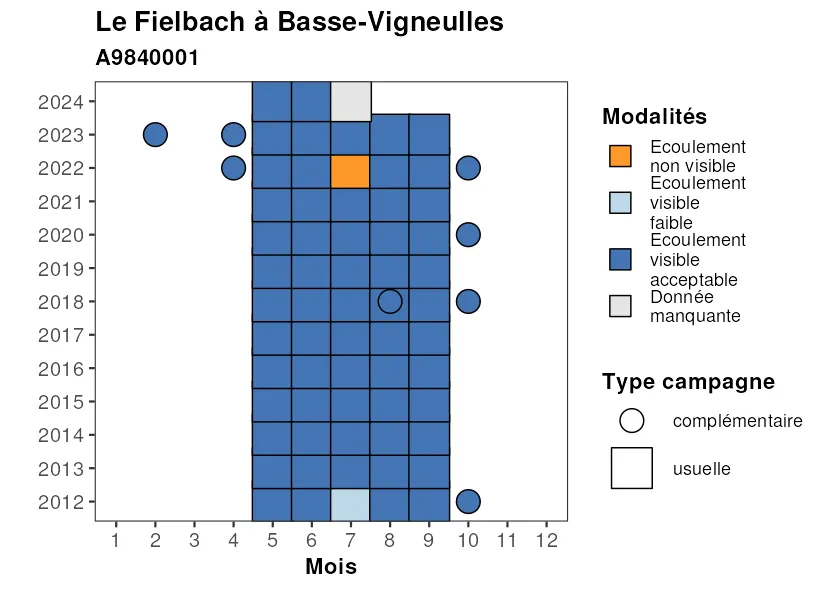 Le Fielbach à Basse-Vigneulles
A9840001
2024
2023
2022
2021
2020
2019
2018
2017
2016
2015
2014
2013
2012
1 2 3 4 5 6 7 8 9 10 11 12
Mois
Modalités
Ecoulement
non visible
Ecoulement
visible
faible
Ecoulement
visible
acceptable
Donnée
manquante
Type campagne
complémentaire
usuelle